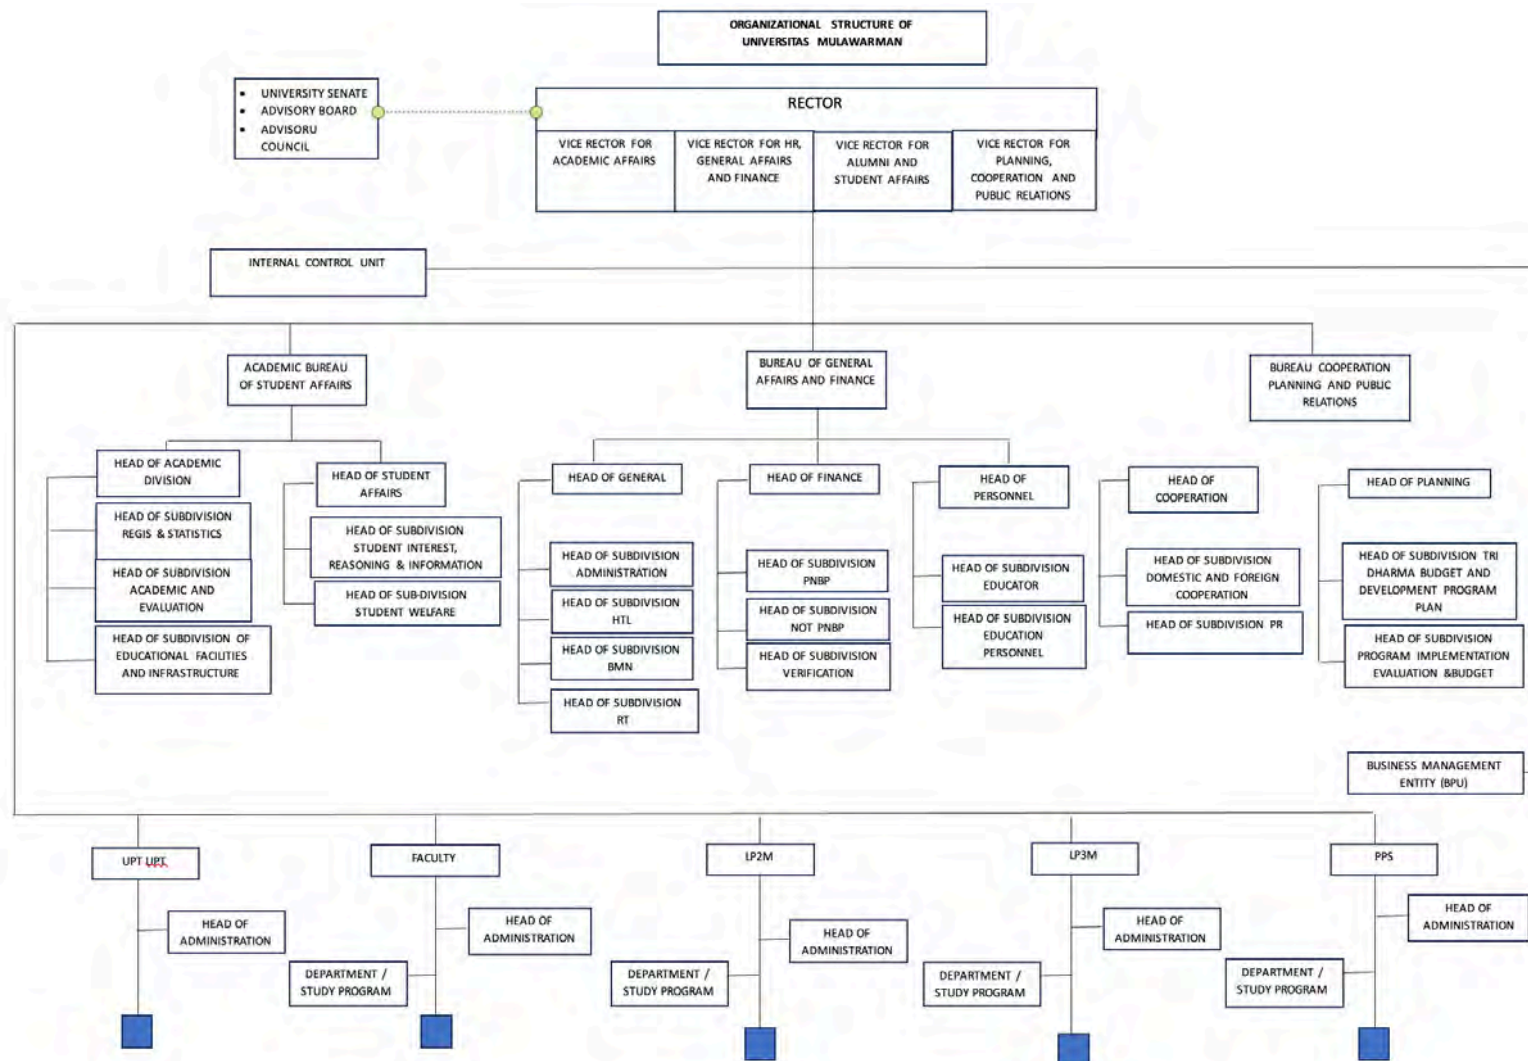 ORGANIZATIONAL STRUCTURE OF
UNIVERSITAS MULAWARMAN
UNIVERSITY SENATE
ADVISORY BOARD
ADVISORU
COUNCIL
RECTOR
VICE RECTOR FOR
ACADEMIC AFFAIRS
VICE RECTOR FOR HR,
GENERAL AFFAIRS
AND FINANCE
VICE RECTOR FOR
ALUMNI AND
STUDENT AFFAIRS
VICE RECTOR FOR
PLANNING,
COOPERATION AND
PUBLIC RELATIONS
INTERNAL CONTROL UNIT
ACADEMIC BUREAU
OF STUDENT AFFAIRS
BUREAU OF GENERAL
AFFAIRS AND FINANCE
BUREAU COOPERATION
PLANNING AND PUBLIC
RELATIONS
HEAD OF ACADEMIC
DIVISION
HEAD OF SUBDIVISION
REGIS & STATISTICS
HEAD OF SUBDIVISION
ACADEMIC AND
EVALUATION
HEAD OF SUBDIVISION OF
EDUCATIONAL FACILITIES
AND INFRASTRUCTURE
HEAD OF STUDENT
AFFAIRS
HEAD OF SUBDIVISION
STUDENT INTEREST,
REASONING & INFORMATION
HEAD OF SUB-DIVISION
STUDENT WELFARE
HEAD OF GENERAL
HEAD OF SUBDIVISION
ADMINISTRATION
HEAD OF SUBDIVISION
HTL
HEAD OF SUBDIVISION
BMN
HEAD OF SUBDIVISION
RT
HEAD OF FINANCE
HEAD OF SUBDIVISION
PNBP
HEAD OF SUBDIVISION
NOT PNBP
HEAD OF SUBDIVISION
VERIFICATION
HEAD OF
PERSONNEL
HEAD OF SUBDIVISION
EDUCATOR
HEAD OF SUBDIVISION
EDUCATION
PERSONNEL
HEAD OF
COOPERATION
HEAD OF SUBDIVISION
DOMESTIC AND FOREIGN
COOPERATION
HEAD OF SUBDIVISION PR
HEAD OF PLANNING
HEAD OF SUBDIVISION TRI
DHARMA BUDGET AND
DEVELOPMENT PROGRAM
PLAN
HEAD OF SUBDIVISION
PROGRAM IMPLEMENTATION
EVALUATION &BUDGET
BUSINESS MANAGEMENT
ENTITY (BPU)
UPT UPT
HEAD OF
ADMINISTRATION
FACULTY
HEAD OF
ADMINISTRATION
DEPARTMENT /
STUDY PROGRAM
LP2M
HEAD OF
ADMINISTRATION
DEPARTMENT /
STUDY PROGRAM
LP3M
HEAD OF
ADMINISTRATION
DEPARTMENT /
STUDY PROGRAM
PPS
HEAD OF
ADMINISTRATION
DEPARTMENT /
STUDY PROGRAM